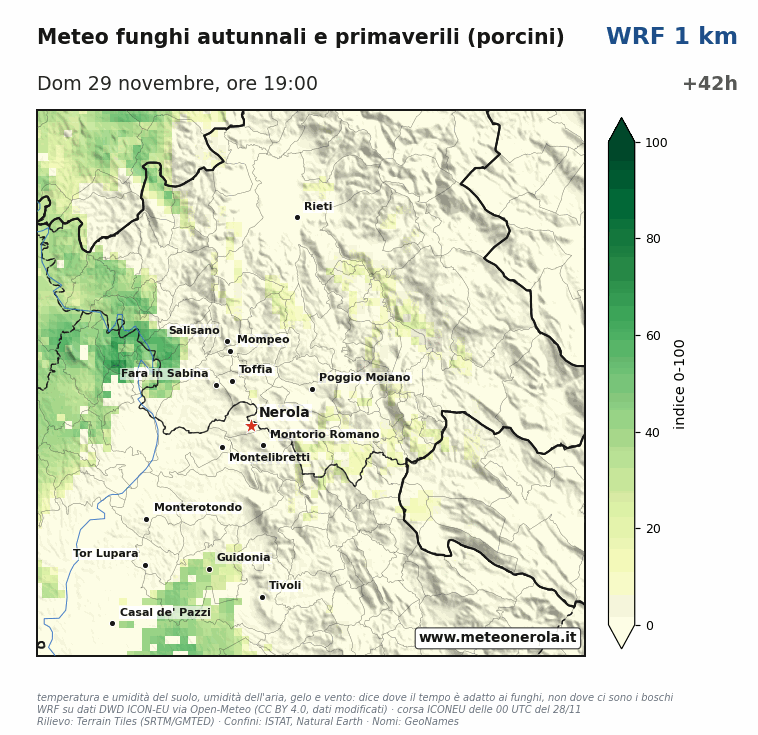 Meteo funghi autunnali e primaverili (porcini)
WRF 1 km
Dom 29 novembre, ore 19:00
+42h
Rieti
Salisano
Mompeo
Fara in Sabina
Toffia
Poggio Moiano
Nerola
Montorio Romano
Montelibretti
Monterotondo
Tor Lupara
Guidonia
Tivoli
Casal de' Pazzi
www.meteonerola.it
100
80
60
40
20
0
indice 0-100
temperatura e umidità del suolo, umidità dell'aria, gelo e vento: dice dove il tempo è adatto ai funghi, non dove ci sono i boschi
WRF su dati DWD ICON-EU via Open-Meteo (CC BY 4.0, dati modificati) · corsa ICONEU delle 00 UTC del 28/11
Rilievo: Terrain Tiles (SRTM/GMTED) · Confini: ISTAT, Natural Earth · Nomi: GeoNames